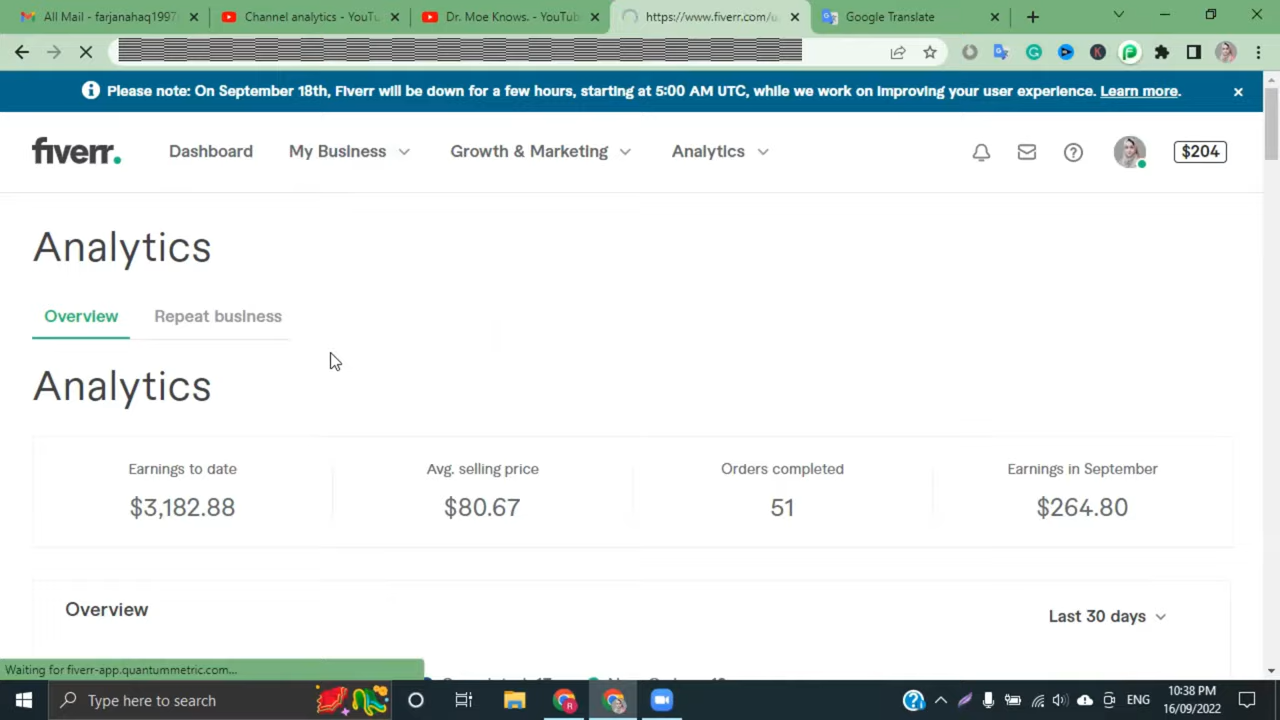 All Mail - farjanahaq1997
Channel analytics - YouTu
Dr. Moe Knows. - YouTube
https://www.fiverr.com/u
Google Translate
Please note: On September 18th, Fiverr will be down for a few hours, starting at 5:00 AM UTC, while we work on improving your user experience. Learn more.
fiverr.
Dashboard
My Business
Growth & Marketing
Analytics
$204
Analytics
Overview
Repeat business
Analytics
Earnings to date
$3,182.88
Avg. selling price
$80.67
Orders completed
51
Earnings in September
$264.80
Overview
Last 30 days
Waiting for fiverr-app.quantummetric.com...
Type here to search
ENG
10:38 PM
16/09/2022